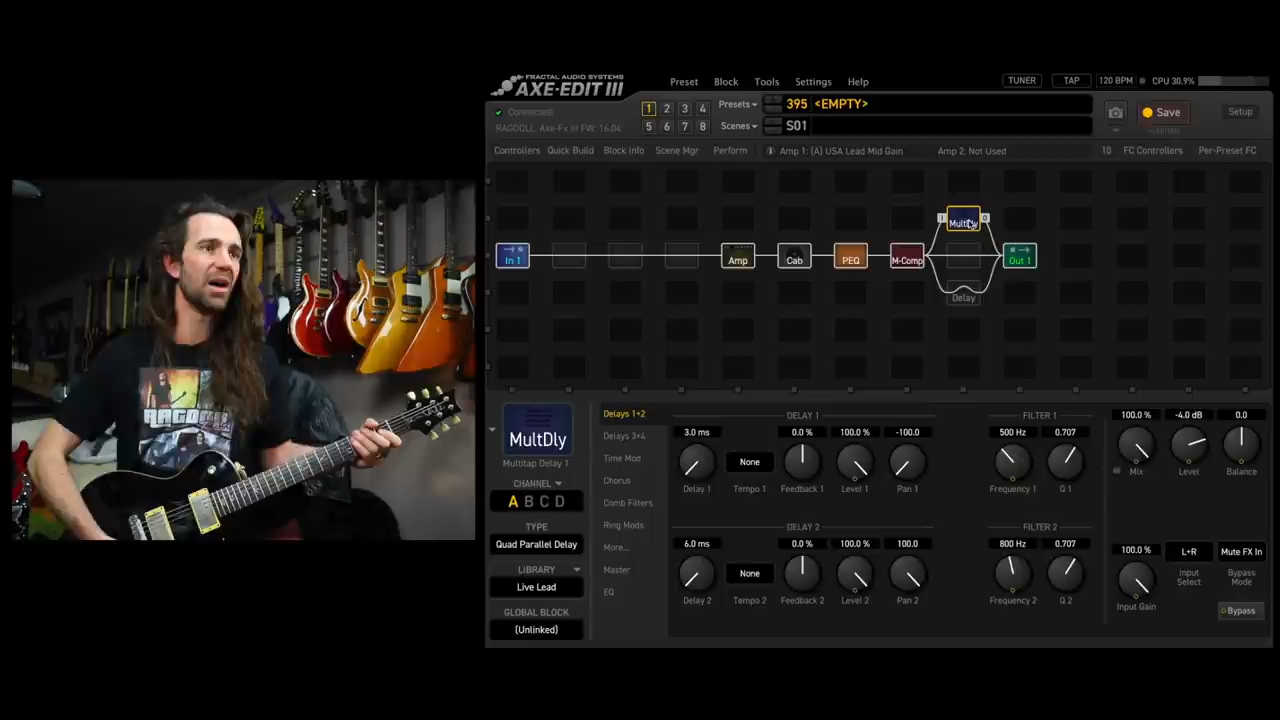 FRACTAL AUDIO SYSTEMS
AXE-EDIT III
Preset Block Tools Settings Help
TUNER TAP 120 BPM CPU 30.9%
Connected!
RAGDOLL: Axe-Fx III FW: 16.04
1 2 3 4
5 6 7 8
Presets
395 <EMPTY>
Scenes
S01
Save
Setup
Controllers Quick Build Block Info Scene Mgr Perform
Amp 1: (A) USA Lead Mid Gain Amp 2: Not Used
10 FC Controllers Per-Preset FC
MultDly
In 1 Amp Cab PEQ M-Comp Out 1
Delay
MultDly
Multitap Delay 1
CHANNEL
A B C D
TYPE
Quad Parallel Delay
LIBRARY
Live Lead
GLOBAL BLOCK
(Unlinked)
Delays 1+2
Delays 3+4
Time Mod
Chorus
Comb Filters
Ring Mods
More...
Master
EQ
DELAY 1 FILTER 1
3.0 ms 0.0 % 100.0 % -100.0 500 Hz 0.707
None
Delay 1 Tempo 1 Feedback 1 Level 1 Pan 1 Frequency 1 Q 1
DELAY 2 FILTER 2
6.0 ms 0.0 % 100.0 % 100.0 800 Hz 0.707
None
Delay 2 Tempo 2 Feedback 2 Level 2 Pan 2 Frequency 2 Q 2
100.0 % -4.0 dB 0.0
Mix Level Balance
100.0 % L+R Mute FX In
Input Gain
Input Select
Bypass Mode
Bypass
RAGDOLL